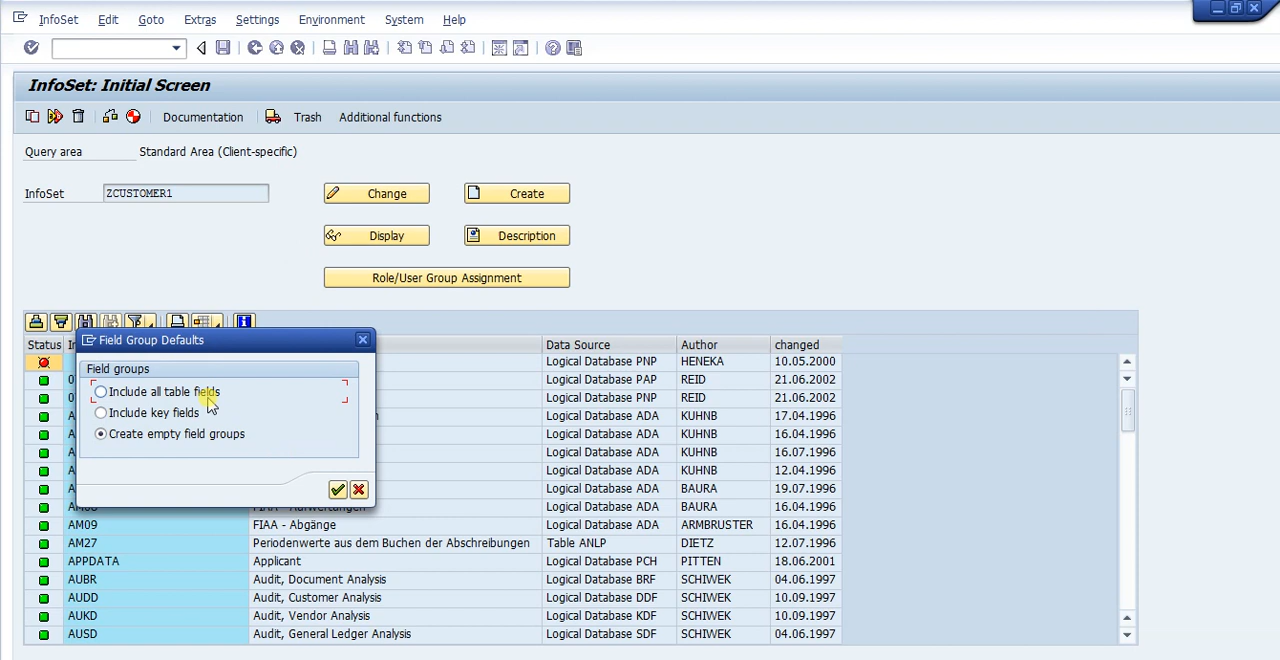 InfoSet Edit Goto Extras Settings Environment System Help
InfoSet: Initial Screen
Documentation Trash Additional functions
Query area Standard Area (Client-specific)
InfoSet ZCUSTOMER1 Change Create
Display Description
Role/User Group Assignment
Field Group Defaults
Field groups
Include all table fields
Include key fields
Create empty field groups
Status Data Source Author changed
Logical Database PNP HENEKA 10.05.2000
Logical Database PAP REID 21.06.2002
Logical Database PNP REID 21.06.2002
Logical Database ADA KUHNB 17.04.1996
Logical Database ADA KUHNB 16.04.1996
Logical Database ADA KUHNB 16.07.1996
Logical Database ADA KUHNB 12.04.1996
Logical Database ADA BAURA 19.07.1996
Logical Database ADA BAURA 16.04.1996
AM09 FIAA - Abgänge Logical Database ADA ARMBRUSTER 16.04.1996
AM27 Periodenwerte aus dem Buchen der Abschreibungen Table ANLP DIETZ 12.07.1996
APPDATA Applicant Logical Database PCH PITTEN 18.06.2001
AUBR Audit, Document Analysis Logical Database BRF SCHIWEK 04.06.1997
AUDD Audit, Customer Analysis Logical Database DDF SCHIWEK 10.09.1997
AUKD Audit, Vendor Analysis Logical Database KDF SCHIWEK 10.09.1997
AUSD Audit, General Ledger Analysis Logical Database SDF SCHIWEK 04.06.1997